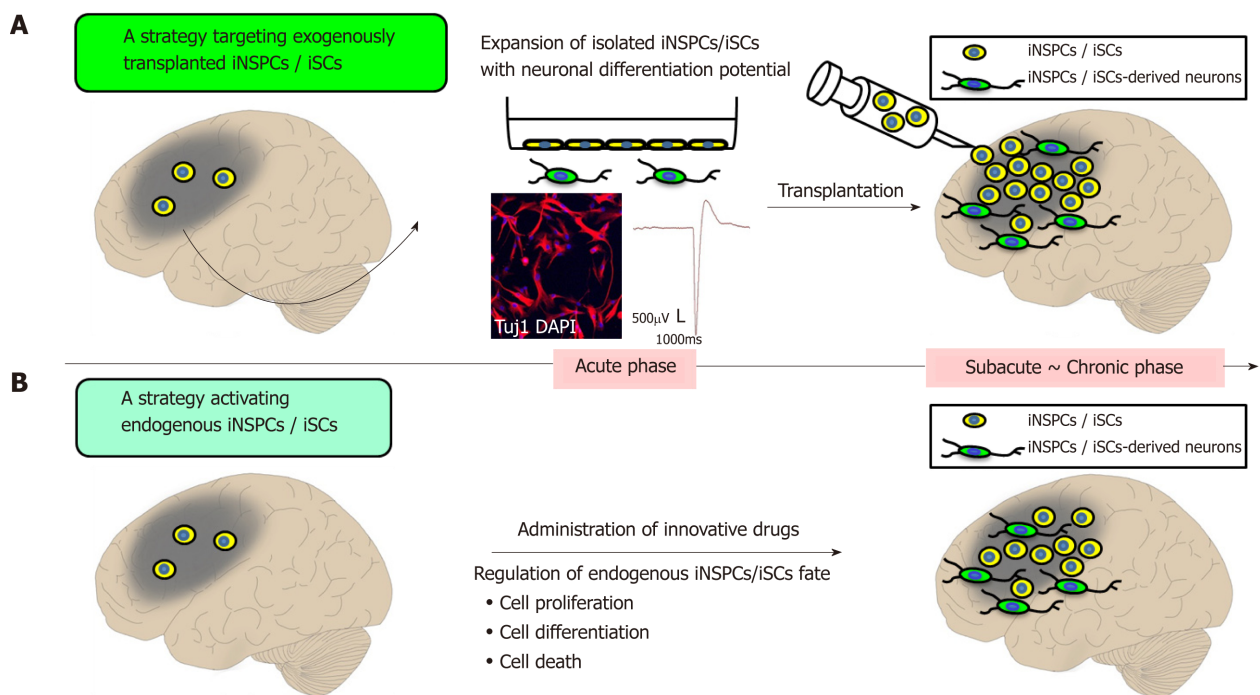 A
A strategy targeting exogenously
transplanted iNSPCs / iSCs
Expansion of isolated iNSPCs/iSCs
with neuronal differentiation potential
iNSPCs / iSCs
iNSPCs / iSCs-derived neurons
Transplantation
Tuj1 DAPI
500μV
1000ms
Acute phase
Subacute ~ Chronic phase
B
A strategy activating
endogenous iNSPCs / iSCs
iNSPCs / iSCs
iNSPCs / iSCs-derived neurons
Administration of innovative drugs
Regulation of endogenous iNSPCs/iSCs fate
• Cell proliferation
• Cell differentiation
• Cell death